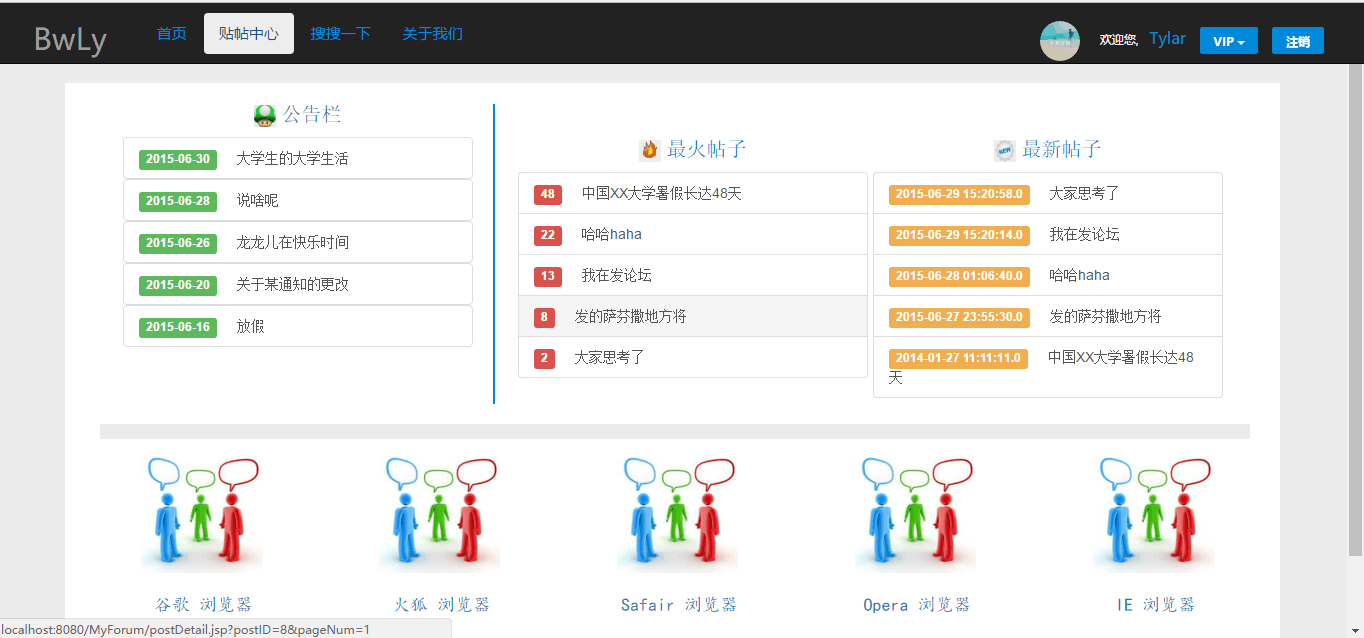 BwLy
首页
贴帖中心
搜搜一下
关于我们
欢迎您,
Tylar
VIP
注销
公告栏
2015-06-30 大学生的大学生活
2015-06-28 说啥呢
2015-06-26 龙龙儿在快乐时间
2015-06-20 关于某通知的更改
2015-06-16 放假
最火帖子
48 中国XX大学暑假长达48天
22 哈哈haha
13 我在发论坛
8 发的萨芬撒地方将
2 大家思考了
NEW
最新帖子
2015-06-29 15:20:58.0 大家思考了
2015-06-29 15:20:14.0 我在发论坛
2015-06-28 01:06:40.0 哈哈haha
2015-06-27 23:55:30.0 发的萨芬撒地方将
2014-01-27 11:11:11.0 中国XX大学暑假长达48
天
谷歌 浏览器
火狐 浏览器
Safair 浏览器
Opera 浏览器
IE 浏览器
localhost:8080/MyForum/postDetail.jsp?postID=8&pageNum=1